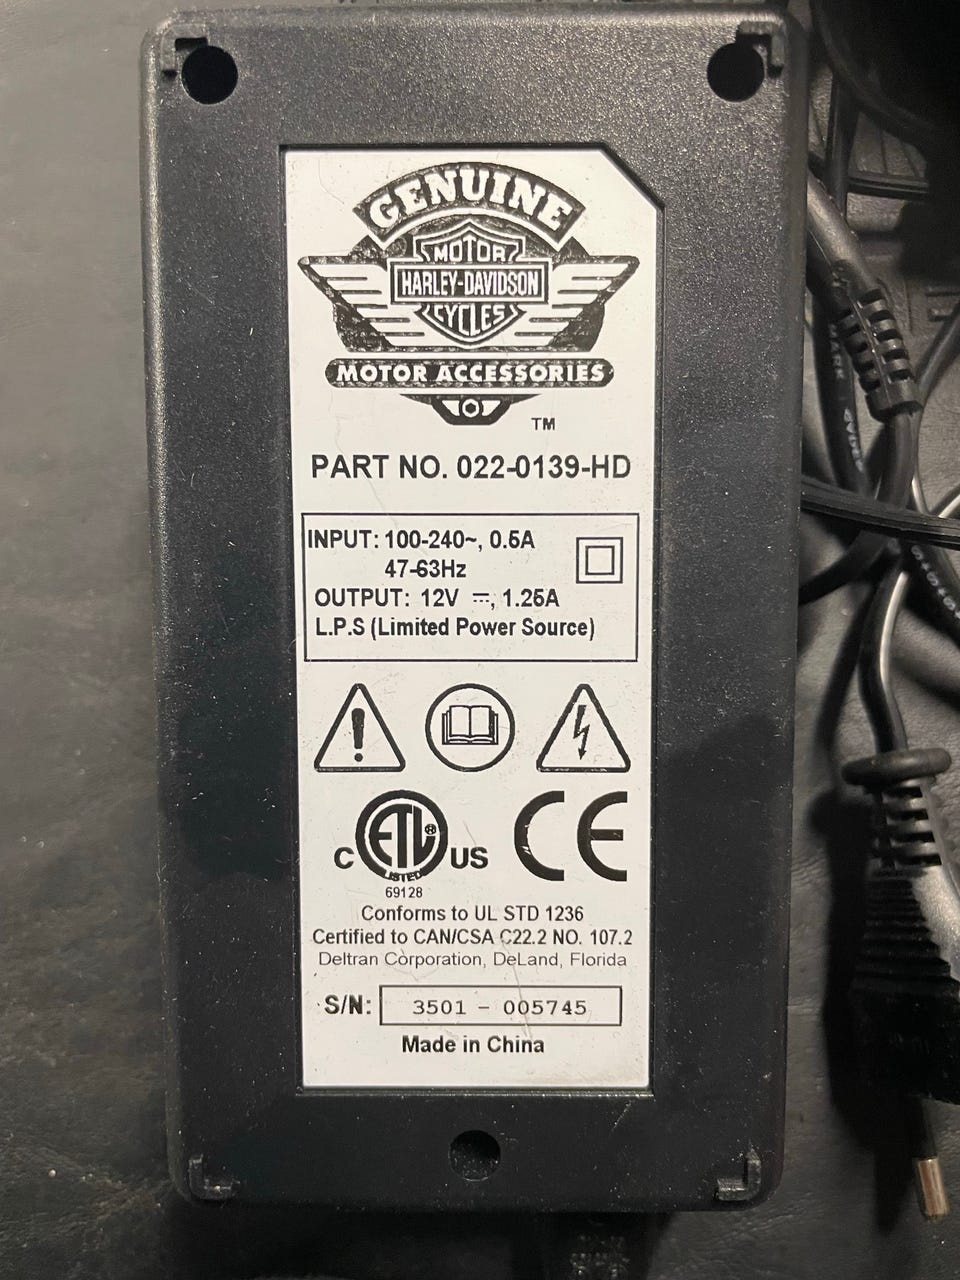 GENUINE
MOTOR
HARLEY-DAVIDSON
CYCLES
MOTOR ACCESSORIES
TM
PART NO. 022-0139-HD
INPUT: 100-240~, 0.5A
47-63Hz
OUTPUT: 12V ⎓, 1.25A
L.P.S (Limited Power Source)
C ETL® US CE
LISTED
69128
Conforms to UL STD 1236
Certified to CAN/CSA C22.2 NO. 107.2
Deltran Corporation, DeLand, Florida
S/N: 3501 - 005745
Made in China